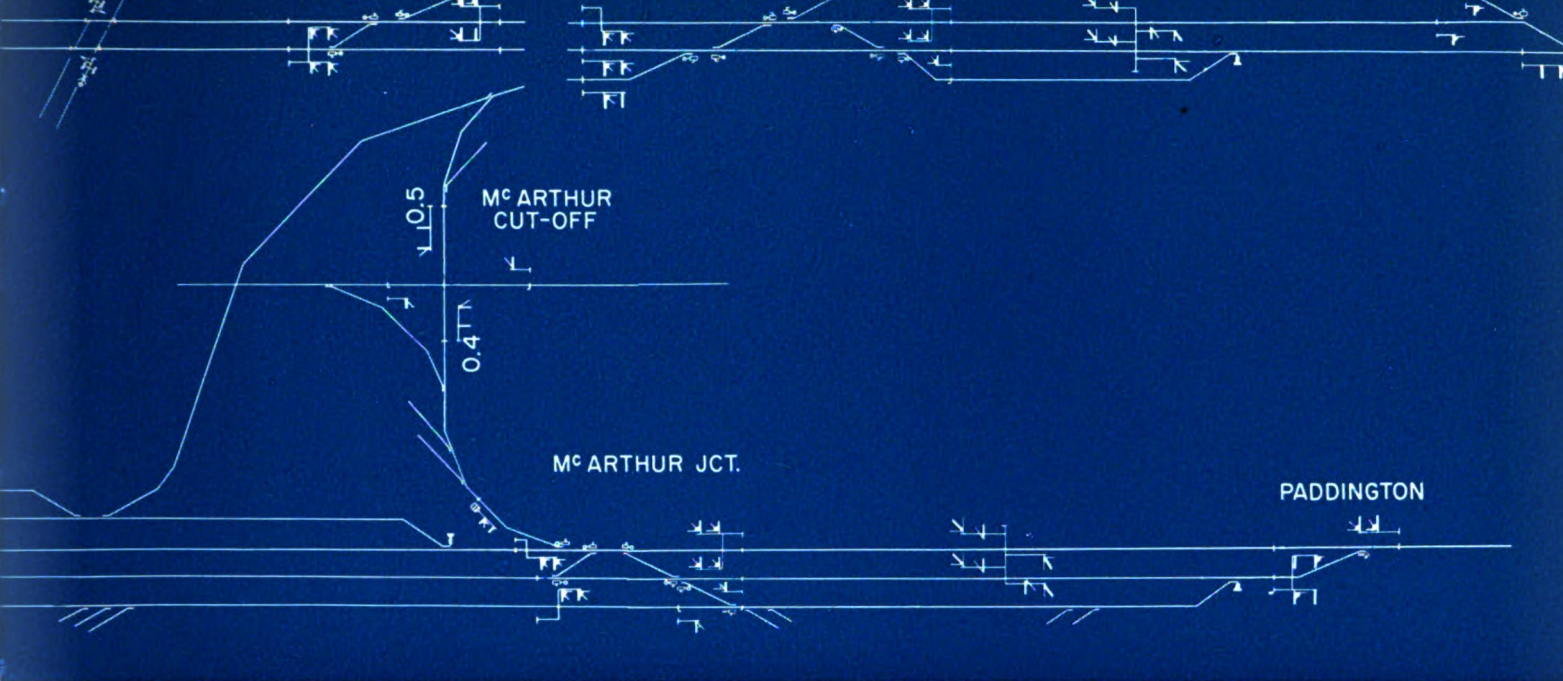 0.5
Mc ARTHUR
CUT-OFF
0.4
Mc ARTHUR JCT.
PADDINGTON